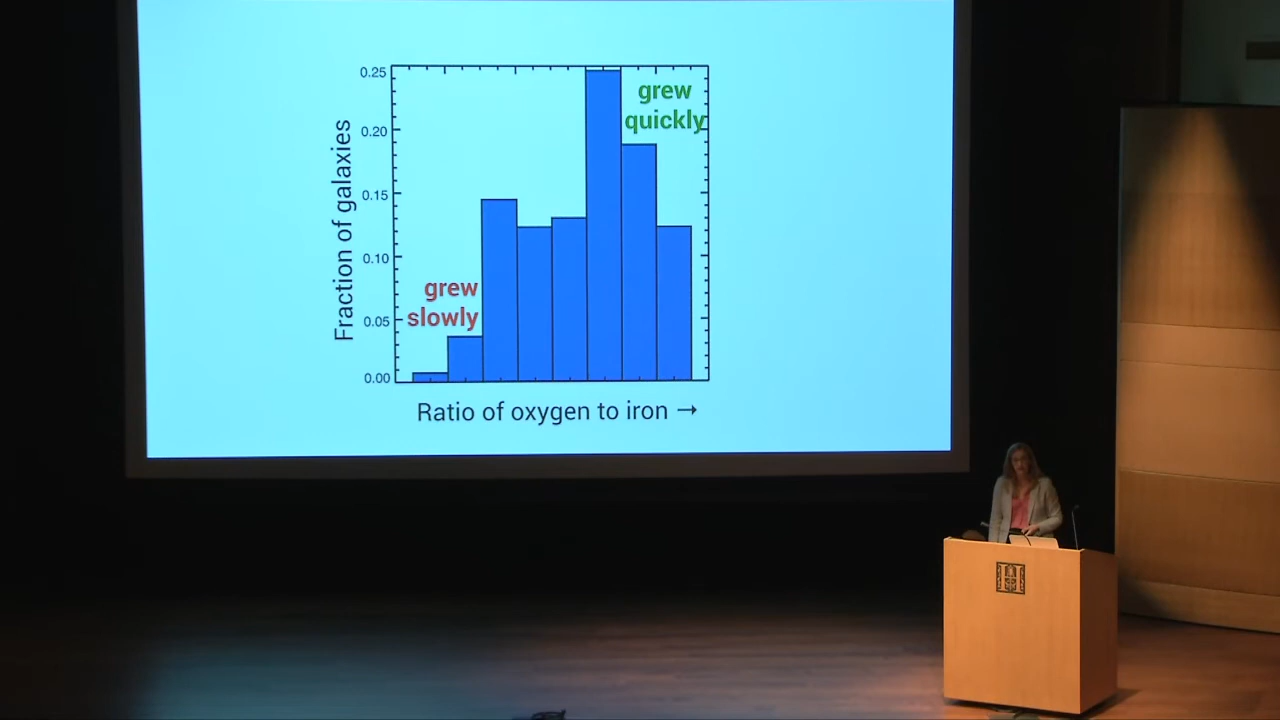 0.25
0.20
0.15
0.10
0.05
0.00
Fraction of galaxies
grew
quickly
grew
slowly
Ratio of oxygen to iron →